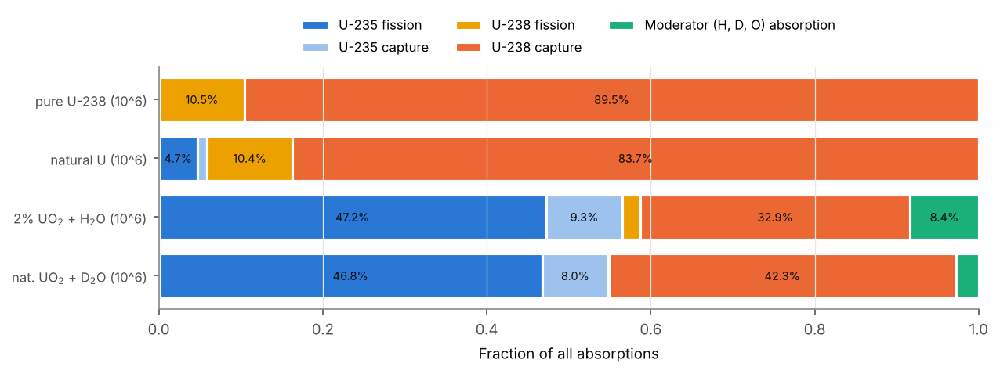 U-235 fission
U-238 fission
Moderator (H, D, O) absorption
U-235 capture
U-238 capture
pure U-238 (10^6)
10.5%
89.5%
natural U (10^6)
4.7%
10.4%
83.7%
2% UO₂ + H₂O (10^6)
47.2%
9.3%
32.9%
8.4%
nat. UO₂ + D₂O (10^6)
46.8%
8.0%
42.3%
0.0
0.2
0.4
0.6
0.8
1.0
Fraction of all absorptions